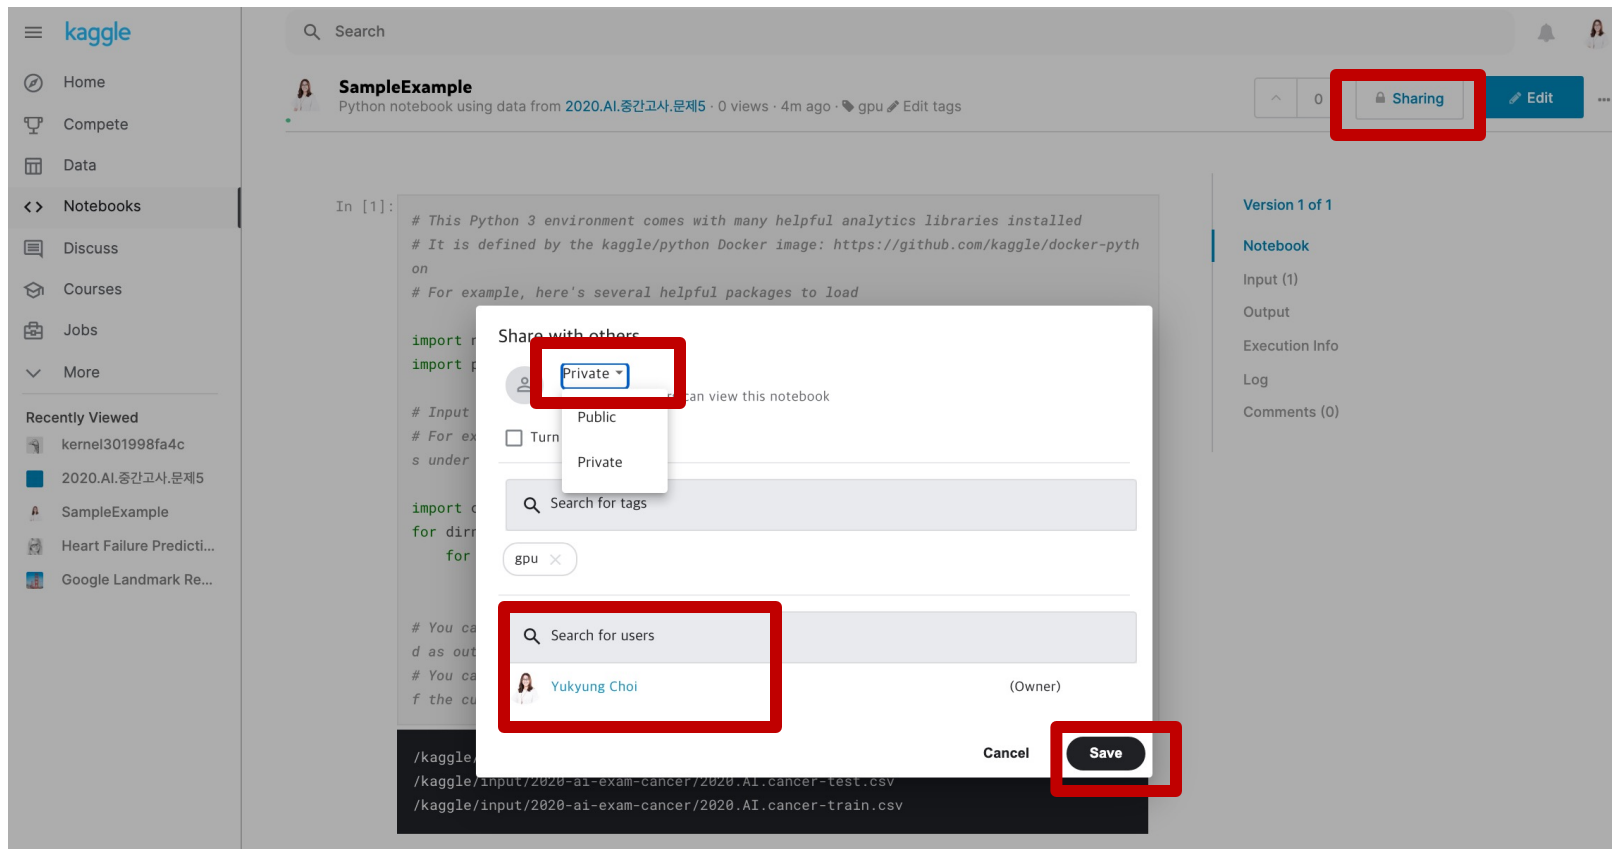 kaggle
Search
Home
Compete
Data
Notebooks
Discuss
Courses
Jobs
More
Recently Viewed
kernel301998fa4c
2020.AI.중간고사.문제5
SampleExample
Heart Failure Predicti...
Google Landmark Re...
SampleExample
Python notebook using data from 2020.AI.중간고사.문제5 · 0 views · 4m ago · gpu Edit tags
0
Sharing
Edit
In [1]:
# This Python 3 environment comes with many helpful analytics libraries installed
# It is defined by the kaggle/python Docker image: https://github.com/kaggle/docker-pyth
on
# For example, here's several helpful packages to load
import
import
# Input
# For ex
s under
import
for dirn
for
# You ca
d as out
# You ca
f the cu
/kaggle/
/kaggle/input/2020-ai-exam-cancer/2020.AI.cancer-test.csv
/kaggle/input/2020-ai-exam-cancer/2020.AI.cancer-train.csv
Share with others
Private
can view this notebook
Public
Turn
Private
Search for tags
gpu
Search for users
Yukyung Choi (Owner)
Cancel Save
Version 1 of 1
Notebook
Input (1)
Output
Execution Info
Log
Comments (0)